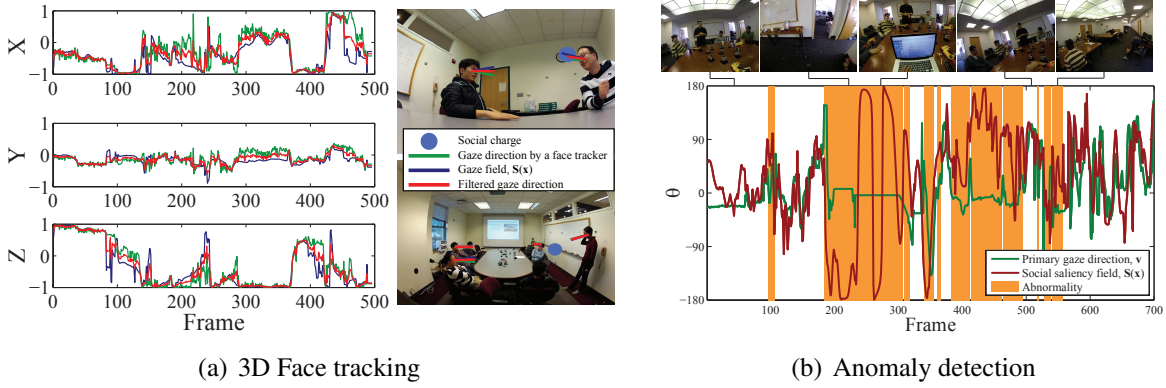 1
X
0
−1
0 100 200 300 400 500
1
Y
0
−1
0 100 200 300 400 500
1
Z
0
−1
0 100 200 300 400 500
Frame
Social charge
Gaze direction by a face tracker
Gaze field, S(x)
Filtered gaze direction
(a) 3D Face tracking
180
90
θ
0
−90
−180
100 200 300 400 500 600 700
Frame
Primary gaze direction, v
Social saliency field, S(x)
Abnormality
(b) Anomaly detection